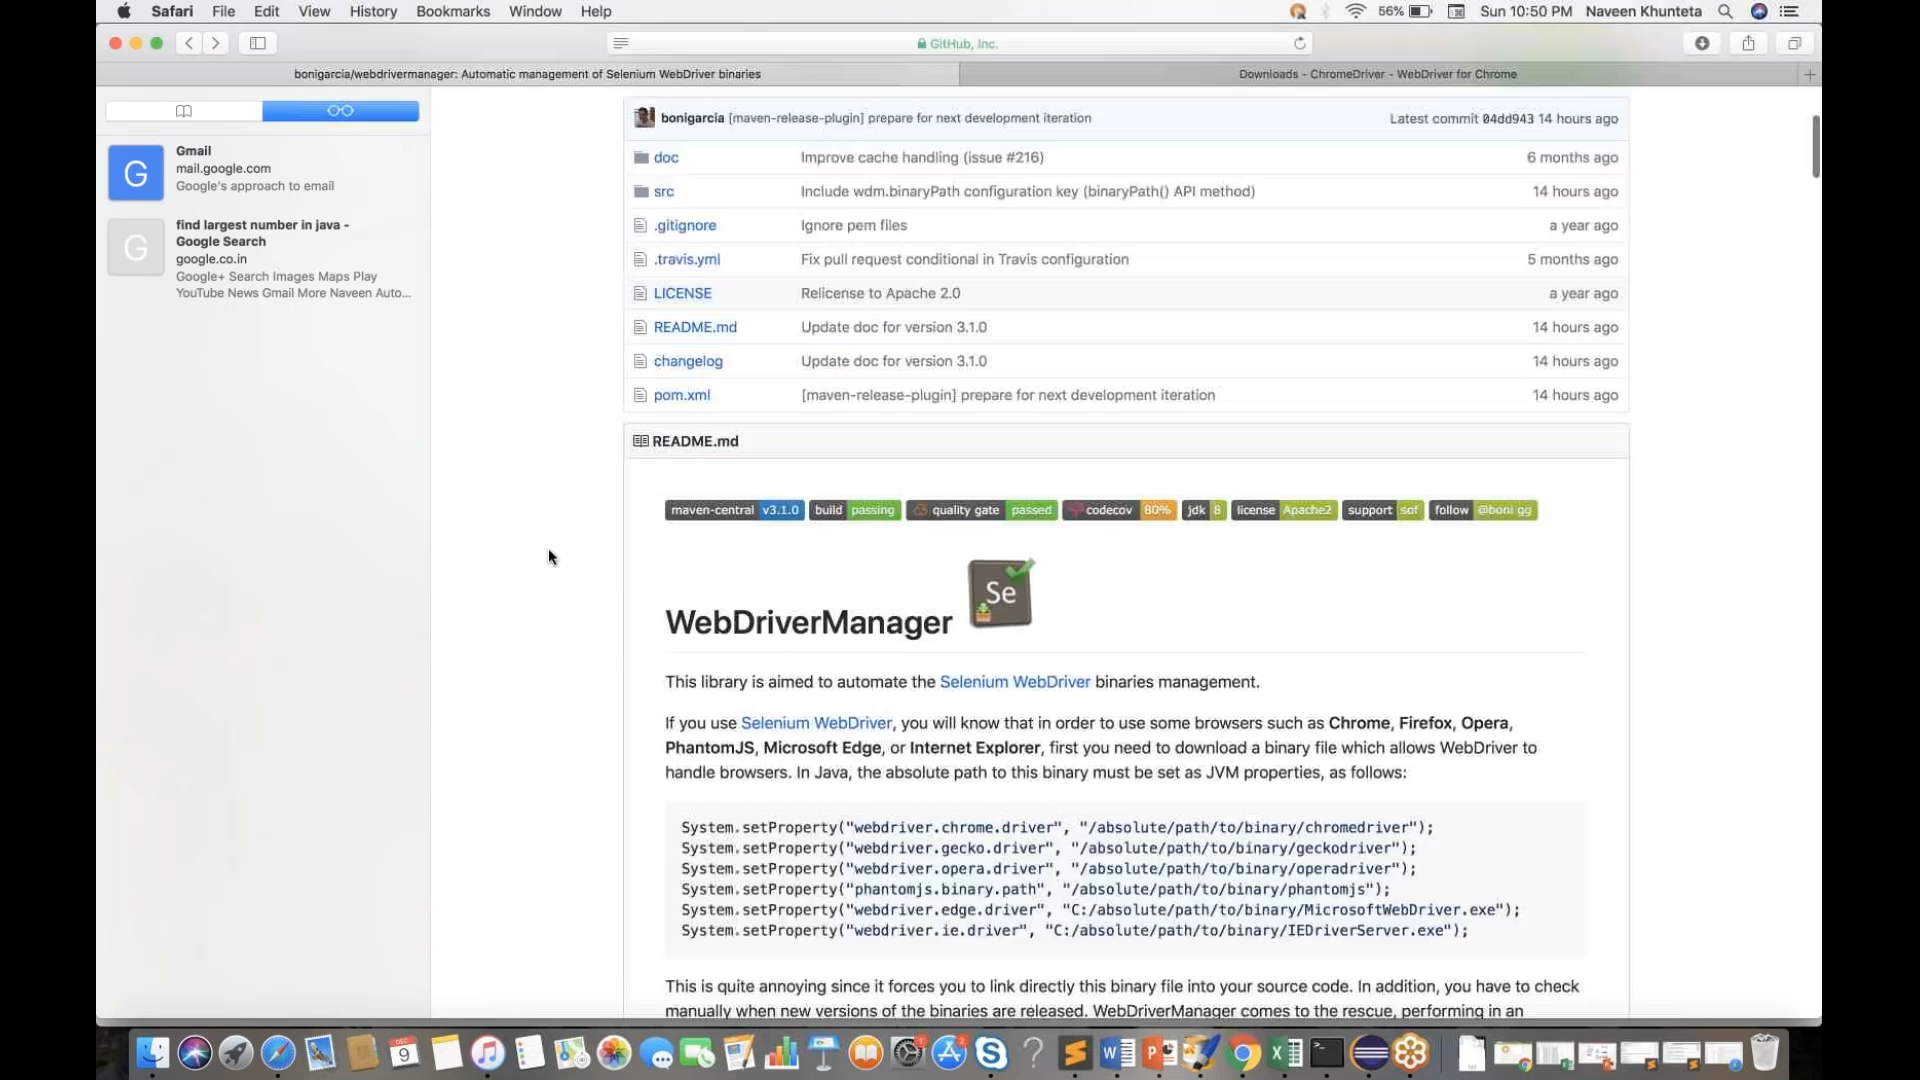 Safari File Edit View History Bookmarks Window Help
56% Sun 10:50 PM Naveen Khunteta
GitHub, Inc.
bonigarcia/webdrivermanager: Automatic management of Selenium WebDriver binaries
Downloads - ChromeDriver - WebDriver for Chrome
G
Gmail
mail.google.com
Google's approach to email
G
find largest number in java -
Google Search
google.co.in
Google+ Search Images Maps Play
YouTube News Gmail More Naveen Auto...
bonigarcia [maven-release-plugin] prepare for next development iteration Latest commit 04dd943 14 hours ago
doc Improve cache handling (issue #216) 6 months ago
src Include wdm.binaryPath configuration key (binaryPath() API method) 14 hours ago
.gitignore Ignore pem files a year ago
.travis.yml Fix pull request conditional in Travis configuration 5 months ago
LICENSE Relicense to Apache 2.0 a year ago
README.md Update doc for version 3.1.0 14 hours ago
changelog Update doc for version 3.1.0 14 hours ago
pom.xml [maven-release-plugin] prepare for next development iteration 14 hours ago
README.md
maven-central v3.1.0 build passing quality gate passed codecov 80% jdk 8 license Apache2 support sof follow @boni gg
Se
WebDriverManager
This library is aimed to automate the Selenium WebDriver binaries management.
If you use Selenium WebDriver, you will know that in order to use some browsers such as Chrome, Firefox, Opera,
PhantomJS, Microsoft Edge, or Internet Explorer, first you need to download a binary file which allows WebDriver to
handle browsers. In Java, the absolute path to this binary must be set as JVM properties, as follows:
System.setProperty("webdriver.chrome.driver", "/absolute/path/to/binary/chromedriver");
System.setProperty("webdriver.gecko.driver", "/absolute/path/to/binary/geckodriver");
System.setProperty("webdriver.opera.driver", "/absolute/path/to/binary/operadriver");
System.setProperty("phantomjs.binary.path", "/absolute/path/to/binary/phantomjs");
System.setProperty("webdriver.edge.driver", "C:/absolute/path/to/binary/MicrosoftWebDriver.exe");
System.setProperty("webdriver.ie.driver", "C:/absolute/path/to/binary/IEDriverServer.exe");
This is quite annoying since it forces you to link directly this binary file into your source code. In addition, you have to check
manually when new versions of the binaries are released. WebDriverManager comes to the rescue, performing in an
DEC
9